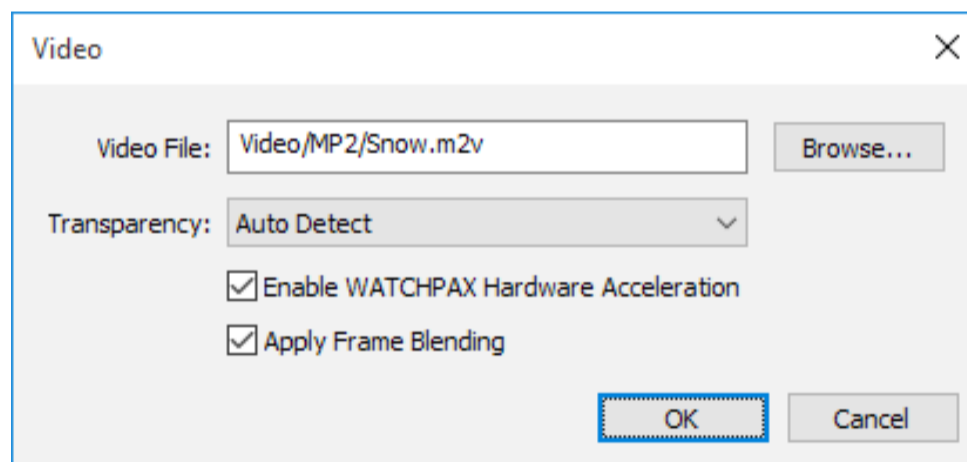 Video
Video File: Video/MP2/Snow.m2v Browse...
Transparency: Auto Detect
Enable WATCHPAX Hardware Acceleration
Apply Frame Blending
OK Cancel